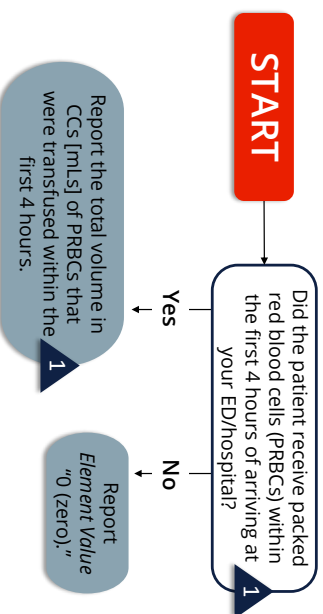 START
Did the patient receive packed
red blood cells (PRBCs) within
the first 4 hours of arriving at
your ED/hospital?
1
Yes
No
Report the total volume in
CCs [mLs] of PRBCs that
were transfused within the
first 4 hours.
1
Report
Element Value
"0 (zero)."